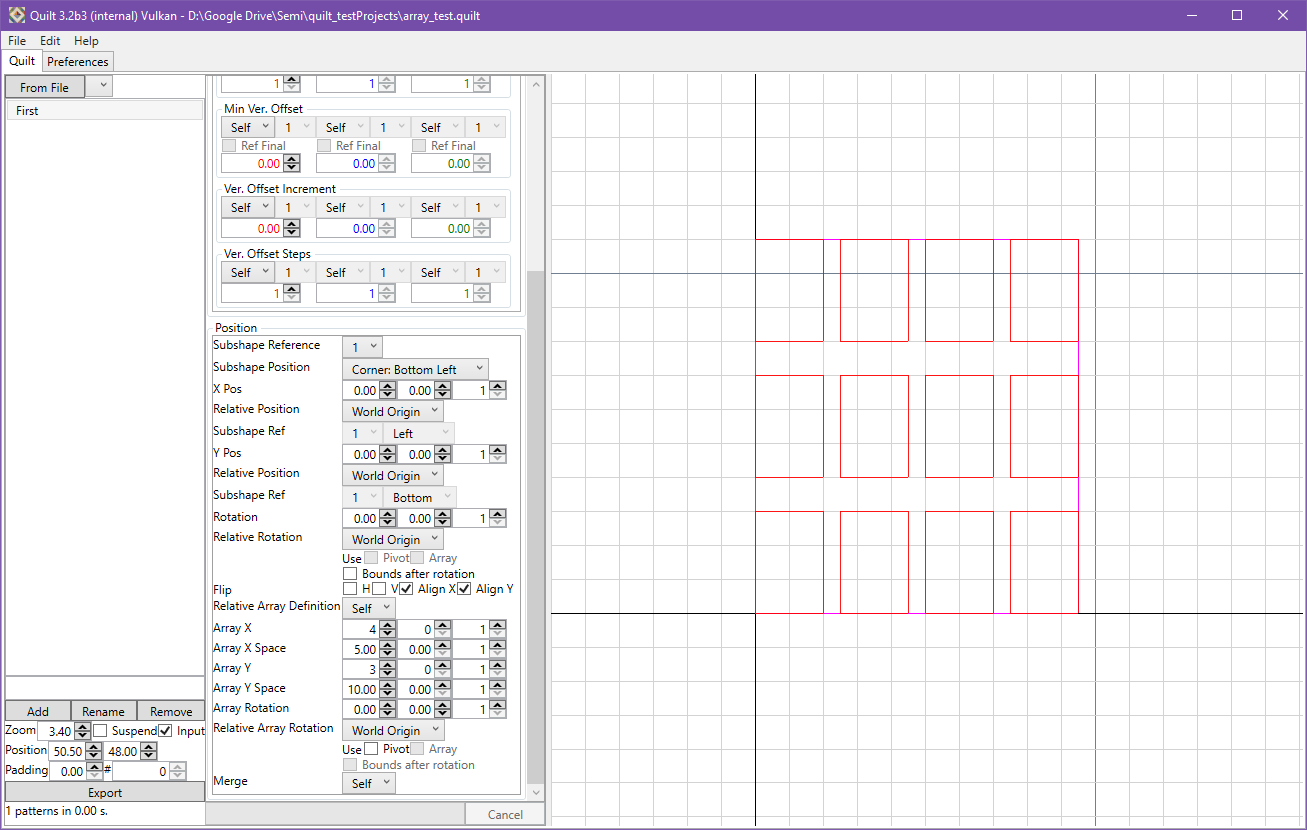 Quilt 3.2b3 (internal) Vulkan - D:\Google Drive\Semi\quilt_testProjects\array_test.quilt
File Edit Help
Quilt Preferences
From File
First
1 1 1
Min Ver. Offset
Self 1 Self 1 Self 1
Ref Final Ref Final Ref Final
0.00 0.00 0.00
Ver. Offset Increment
Self 1 Self 1 Self 1
0.00 0.00 0.00
Ver. Offset Steps
Self 1 Self 1 Self 1
1 1 1
Position
Subshape Reference 1
Subshape Position Corner: Bottom Left
X Pos 0.00 0.00 1
Relative Position World Origin
Subshape Ref 1 Left
Y Pos 0.00 0.00 1
Relative Position World Origin
Subshape Ref 1 Bottom
Rotation 0.00 0.00 1
Relative Rotation World Origin
Use Pivot Array
Bounds after rotation
Flip H V Align X Align Y
Relative Array Definition Self
Array X 4 0 1
Array X Space 5.00 0.00 1
Array Y 3 0 1
Array Y Space 10.00 0.00 1
Array Rotation 0.00 0.00 1
Relative Array Rotation World Origin
Use Pivot Array
Bounds after rotation
Merge Self
Cancel
Add Rename Remove
Zoom 3.40 Suspend Input
Position 50.50 48.00
Padding 0.00 # 0
Export
1 patterns in 0.00 s.